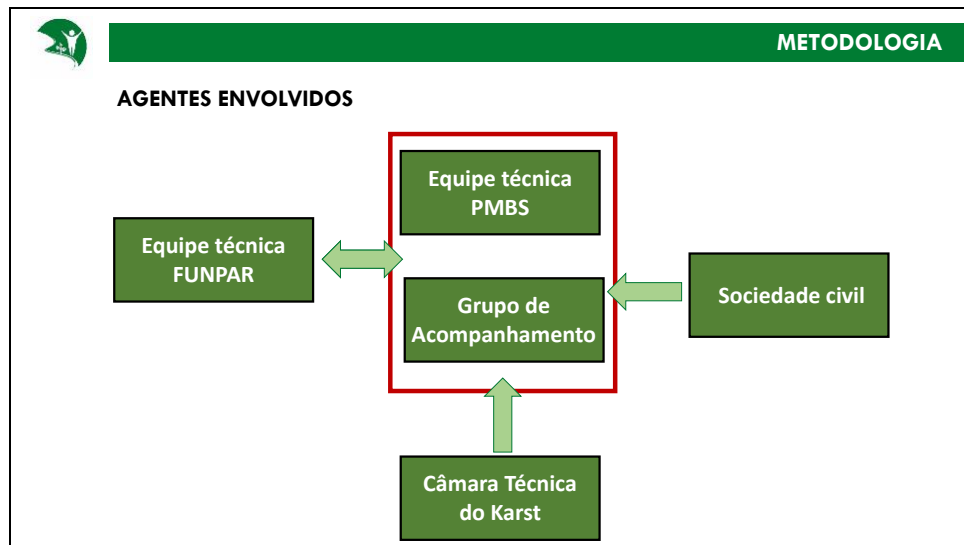 METODOLOGIA
AGENTES ENVOLVIDOS
Equipe técnica
PMBS
Equipe técnica
FUNPAR
Grupo de
Acompanhamento
Sociedade civil
Câmara Técnica
do Karst